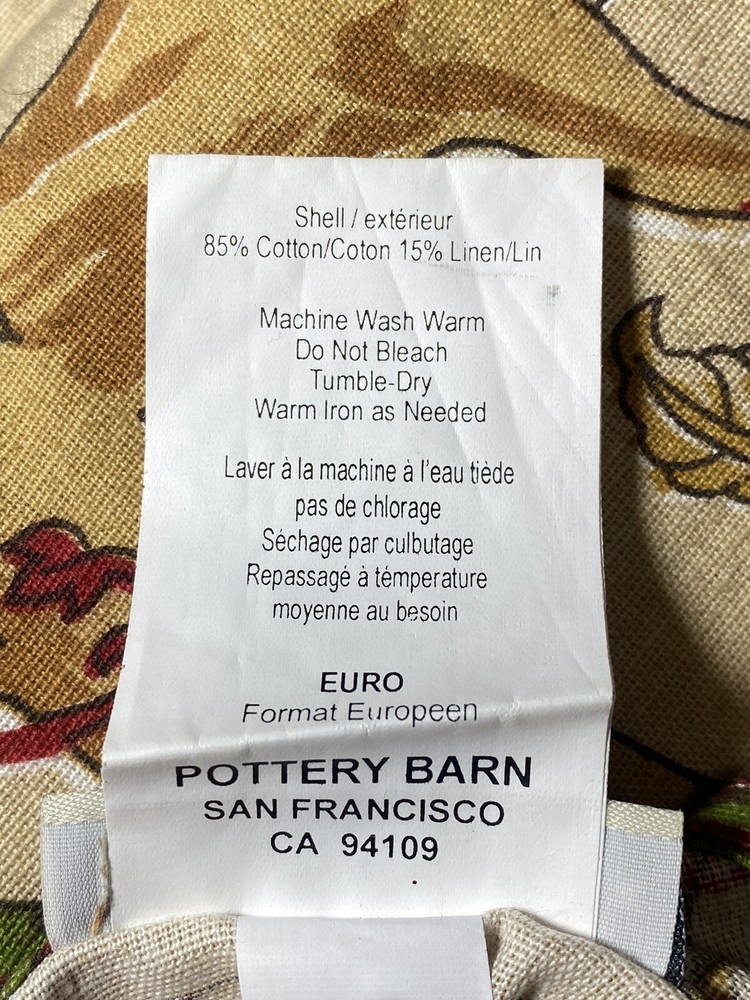 Shell / extérieur
85% Cotton/Coton 15% Linen/Lin
Machine Wash Warm
Do Not Bleach
Tumble-Dry
Warm Iron as Needed
Laver à la machine à l'eau tiède
pas de chlorage
Séchage par culbutage
Repassagé à témpérature
moyenne au besoin
EURO
Format Europeen
POTTERY BARN
SAN FRANCISCO
CA 94109